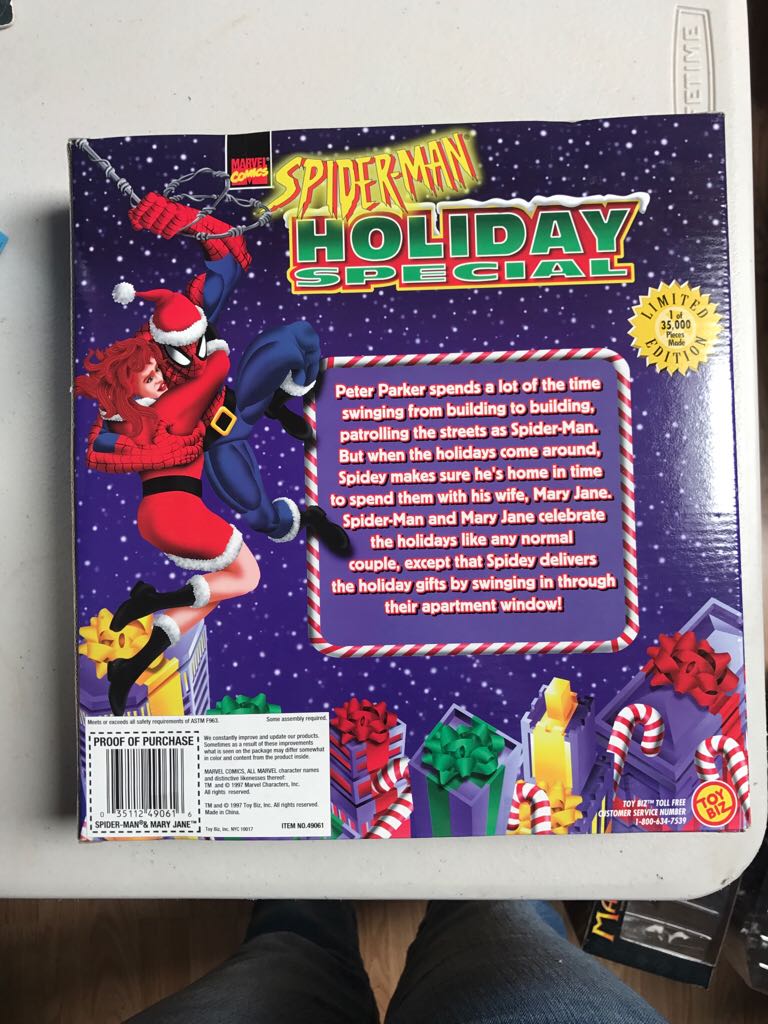 MARVEL
COMICS
SPIDER-MAN
HOLIDAY
SPECIAL
LIMITED
1 of
35,000
Pieces
Made
EDITION
Peter Parker spends a lot of the time
swinging from building to building,
patrolling the streets as Spider-Man.
But when the holidays come around,
Spidey makes sure he's home in time
to spend them with his wife, Mary Jane.
Spider-Man and Mary Jane celebrate
the holidays like any normal
couple, except that Spidey delivers
the holiday gifts by swinging in through
their apartment window!
Meets or exceeds all safety requirements of ASTM F963. Some assembly required.
PROOF OF PURCHASE
0 35112 49061 6
SPIDER-MAN® & MARY JANE™
We constantly improve and update our products.
Sometimes as a result of these improvements
what is seen on the package may differ somewhat
in color and content from the product inside.
MARVEL COMICS, ALL MARVEL character names
and distinctive likenesses thereof:
TM and © 1997 Marvel Characters, Inc.
All rights reserved.
TM and © 1997 Toy Biz, Inc. All rights reserved.
Made in China.
Toy Biz, Inc. NYC 10017 ITEM NO.49061
TOY BIZ™ TOLL FREE
CUSTOMER SERVICE NUMBER
1-800-634-7539
TOY
BIZ
ETIME
MA